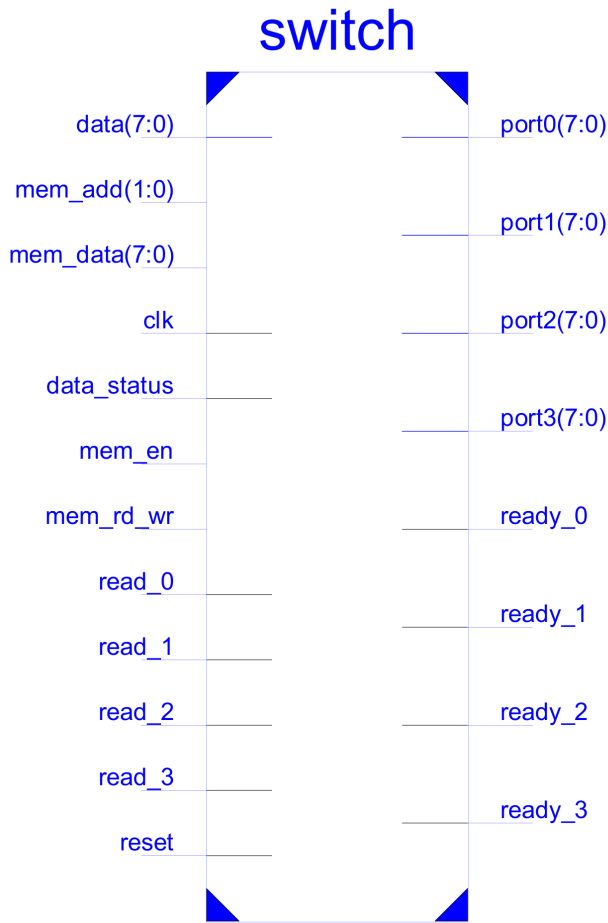 switch
data(7:0)
mem_add(1:0)
mem_data(7:0)
clk
data_status
mem_en
mem_rd_wr
read_0
read_1
read_2
read_3
reset
port0(7:0)
port1(7:0)
port2(7:0)
port3(7:0)
ready_0
ready_1
ready_2
ready_3